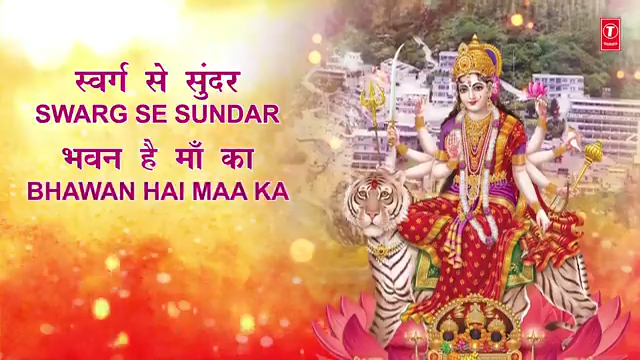 स्वर्ग से सुंदर
SWARG SE SUNDAR
भवन है माँ का
BHAWAN HAI MAA KA
T